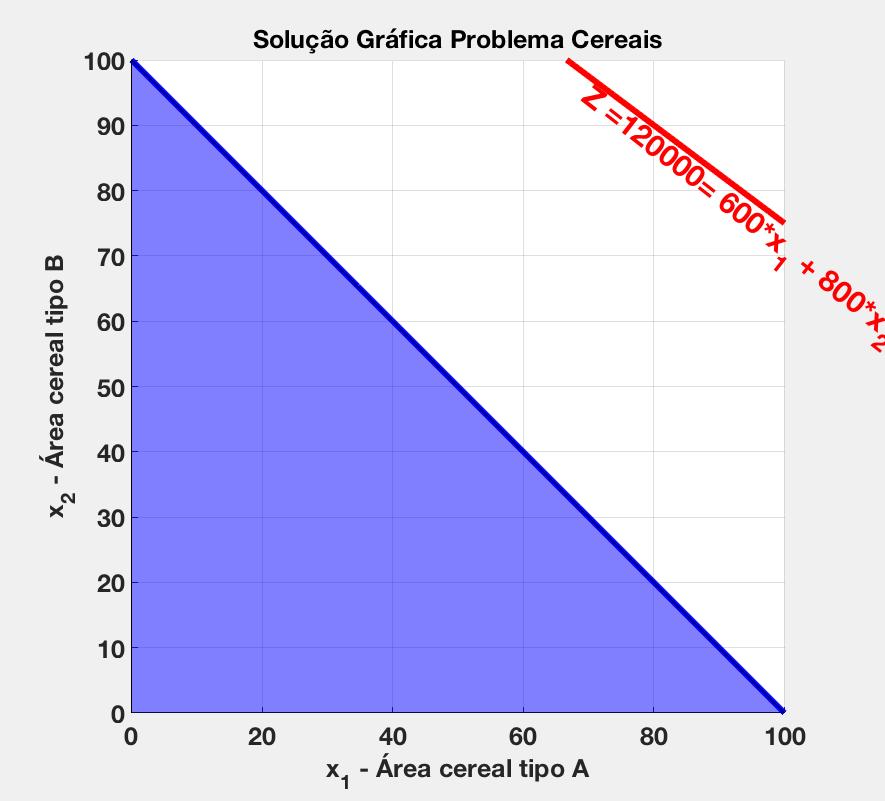 Solução Gráfica Problema Cereais
100
90
80
70
60
50
40
30
20
10
0
x₂ - Área cereal tipo B
Z =120000= 600*x₁ + 800*x₂
0 20 40 60 80 100
x₁ - Área cereal tipo A